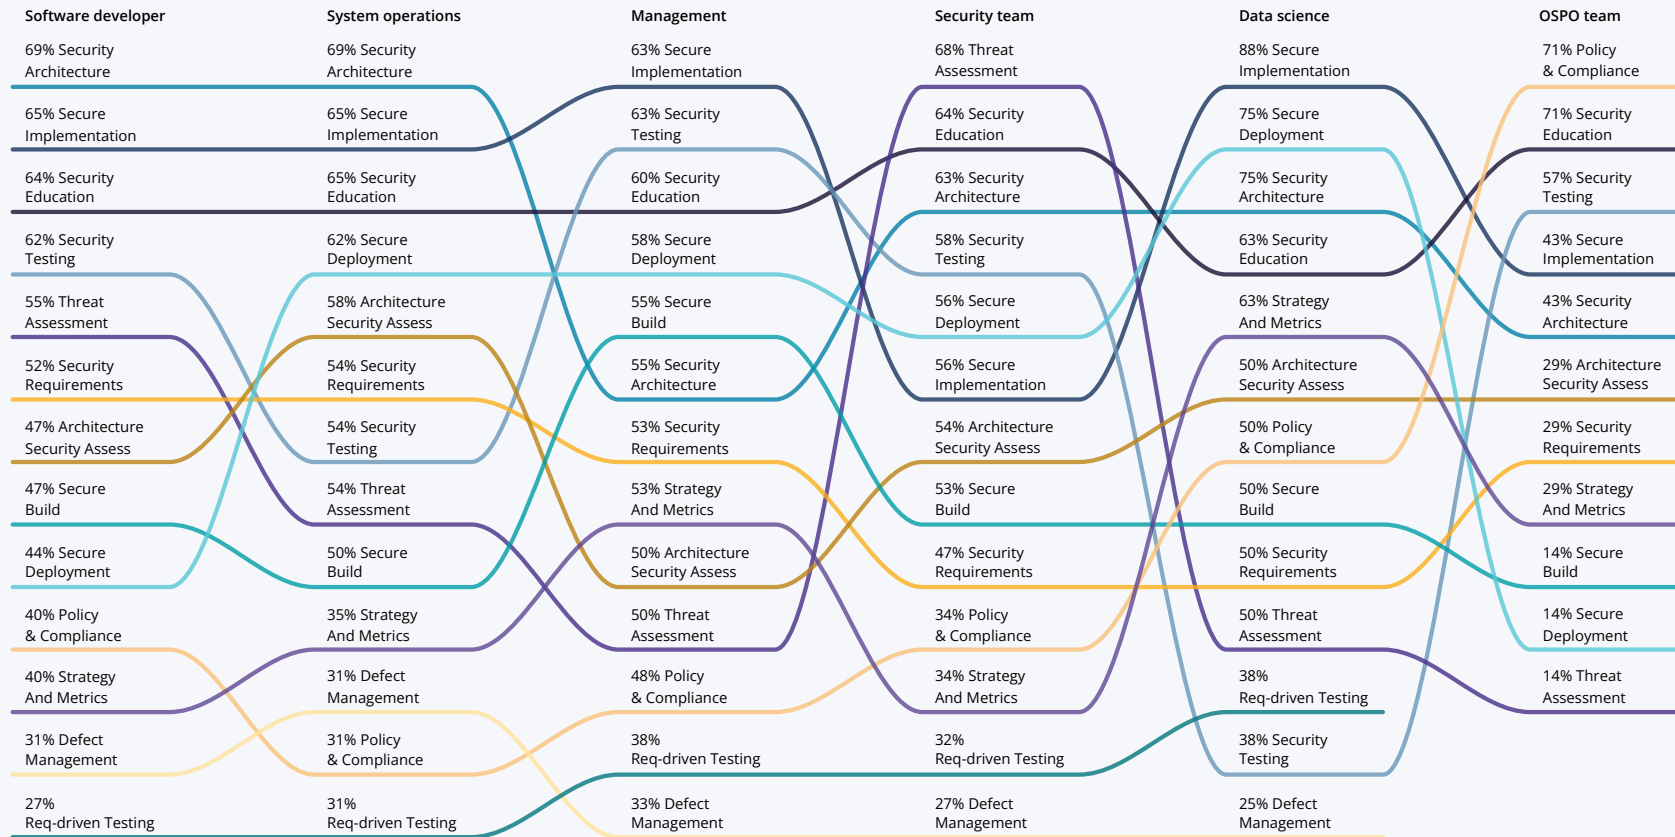 Software developer
69% Security
Architecture
65% Secure
Implementation
64% Security
Education
62% Security
Testing
55% Threat
Assessment
52% Security
Requirements
47% Architecture
Security Assess
47% Secure
Build
44% Secure
Deployment
40% Policy
& Compliance
40% Strategy
And Metrics
31% Defect
Management
27%
Req-driven Testing
System operations
69% Security
Architecture
65% Secure
Implementation
65% Security
Education
62% Secure
Deployment
58% Architecture
Security Assess
54% Security
Requirements
54% Security
Testing
54% Threat
Assessment
50% Secure
Build
35% Strategy
And Metrics
31% Defect
Management
31% Policy
& Compliance
31%
Req-driven Testing
Management
63% Secure
Implementation
63% Security
Testing
60% Security
Education
58% Secure
Deployment
55% Secure
Build
55% Security
Architecture
53% Security
Requirements
53% Strategy
And Metrics
50% Architecture
Security Assess
50% Threat
Assessment
48% Policy
& Compliance
38%
Req-driven Testing
33% Defect
Management
Security team
68% Threat
Assessment
64% Security
Education
63% Security
Architecture
58% Security
Testing
56% Secure
Deployment
56% Secure
Implementation
54% Architecture
Security Assess
53% Secure
Build
47% Security
Requirements
34% Policy
& Compliance
34% Strategy
And Metrics
32%
Req-driven Testing
27% Defect
Management
Data science
88% Secure
Implementation
75% Secure
Deployment
75% Security
Architecture
63% Security
Education
63% Strategy
And Metrics
50% Architecture
Security Assess
50% Policy
& Compliance
50% Secure
Build
50% Security
Requirements
50% Threat
Assessment
38%
Req-driven Testing
38% Security
Testing
25% Defect
Management
OSPO team
71% Policy
& Compliance
71% Security
Education
57% Security
Testing
43% Secure
Implementation
43% Security
Architecture
29% Architecture
Security Assess
29% Security
Requirements
29% Strategy
And Metrics
14% Secure
Build
14% Secure
Deployment
14% Threat
Assessment